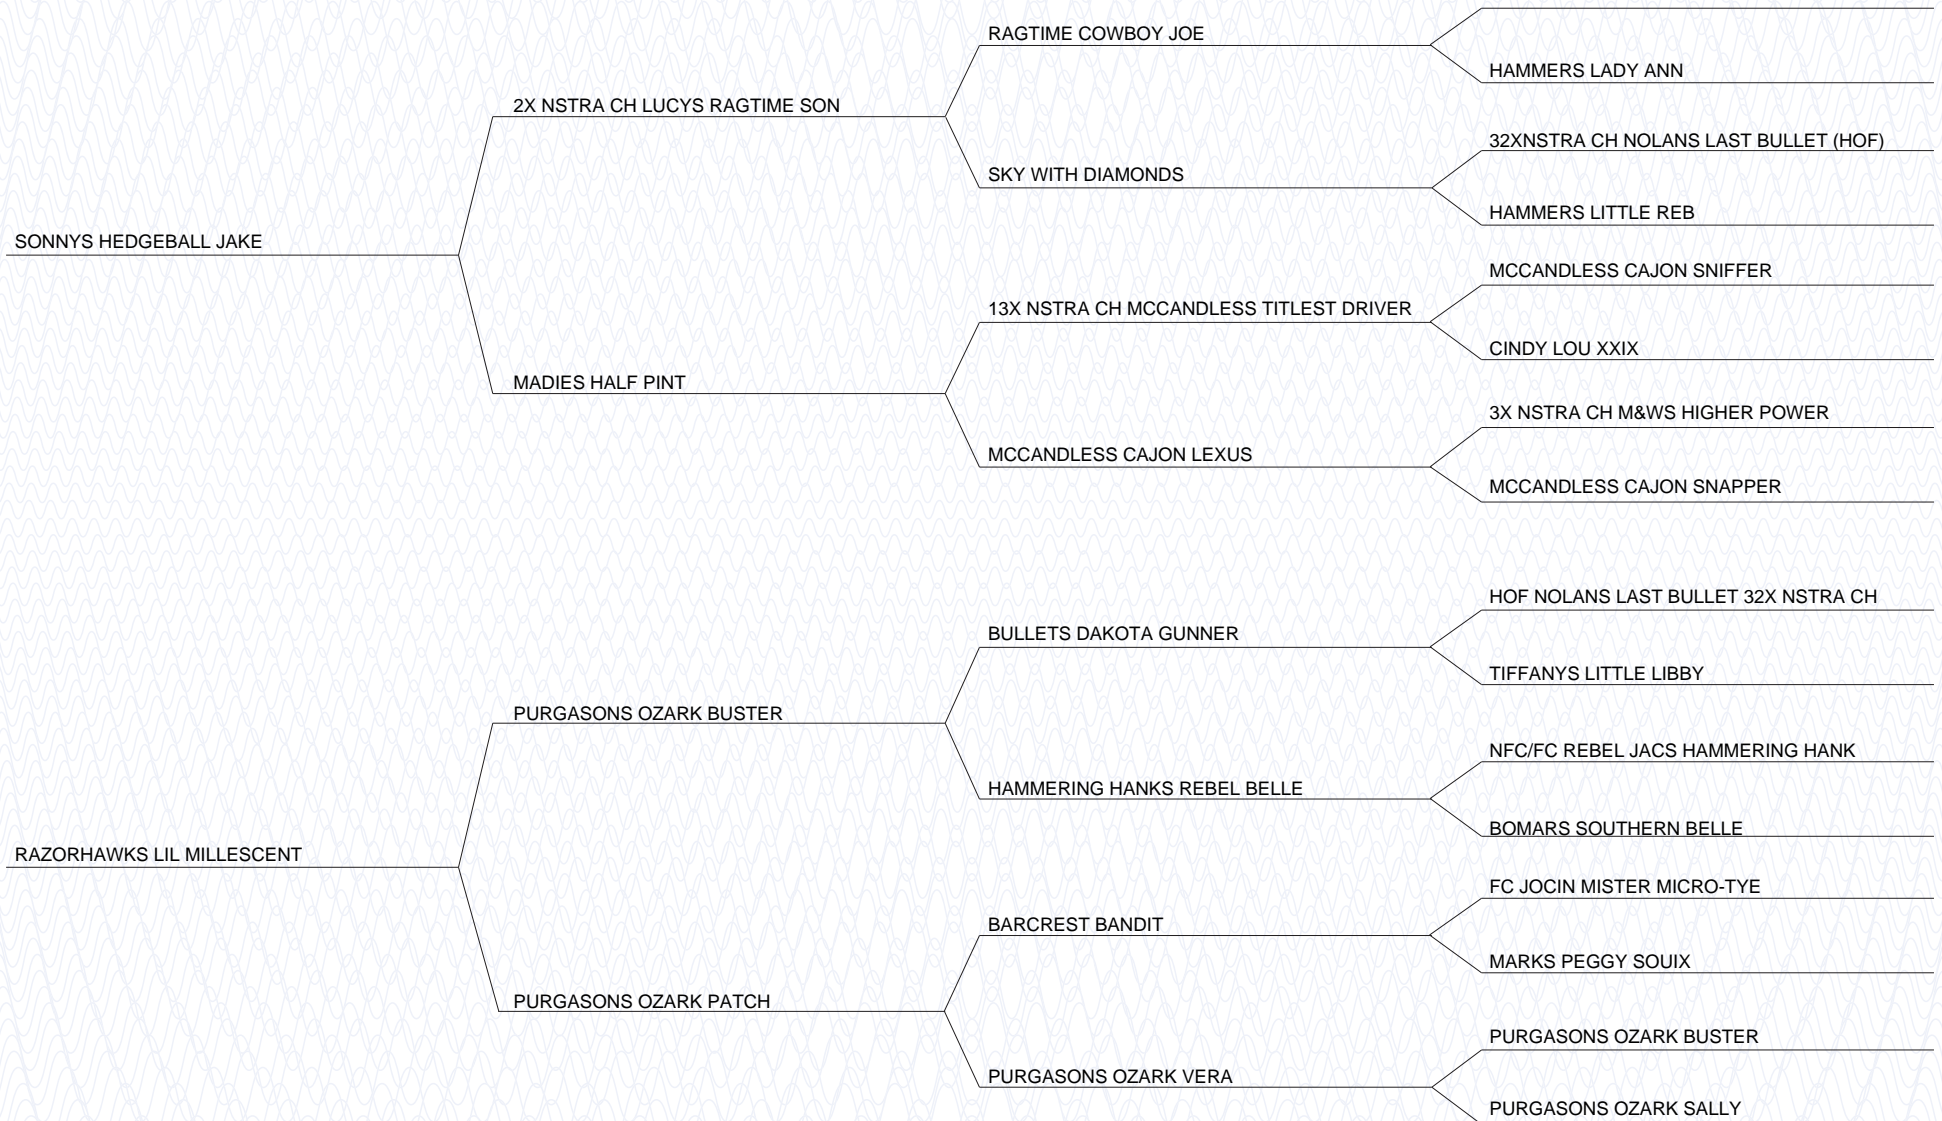 RAGTIME COWBOY JOE
HAMMERS LADY ANN
2X NSTRA CH LUCYS RAGTIME SON
32XNSTRA CH NOLANS LAST BULLET (HOF)
SKY WITH DIAMONDS
HAMMERS LITTLE REB
SONNYS HEDGEBALL JAKE
MCCANDLESS CAJON SNIFFER
13X NSTRA CH MCCANDLESS TITLEST DRIVER
CINDY LOU XXIX
MADIES HALF PINT
3X NSTRA CH M&WS HIGHER POWER
MCCANDLESS CAJON LEXUS
MCCANDLESS CAJON SNAPPER
HOF NOLANS LAST BULLET 32X NSTRA CH
BULLETS DAKOTA GUNNER
TIFFANYS LITTLE LIBBY
PURGASONS OZARK BUSTER
NFC/FC REBEL JACS HAMMERING HANK
HAMMERING HANKS REBEL BELLE
BOMARS SOUTHERN BELLE
RAZORHAWKS LIL MILLESCENT
FC JOCIN MISTER MICRO-TYE
BARCREST BANDIT
MARKS PEGGY SOUIX
PURGASONS OZARK PATCH
PURGASONS OZARK BUSTER
PURGASONS OZARK VERA
PURGASONS OZARK SALLY